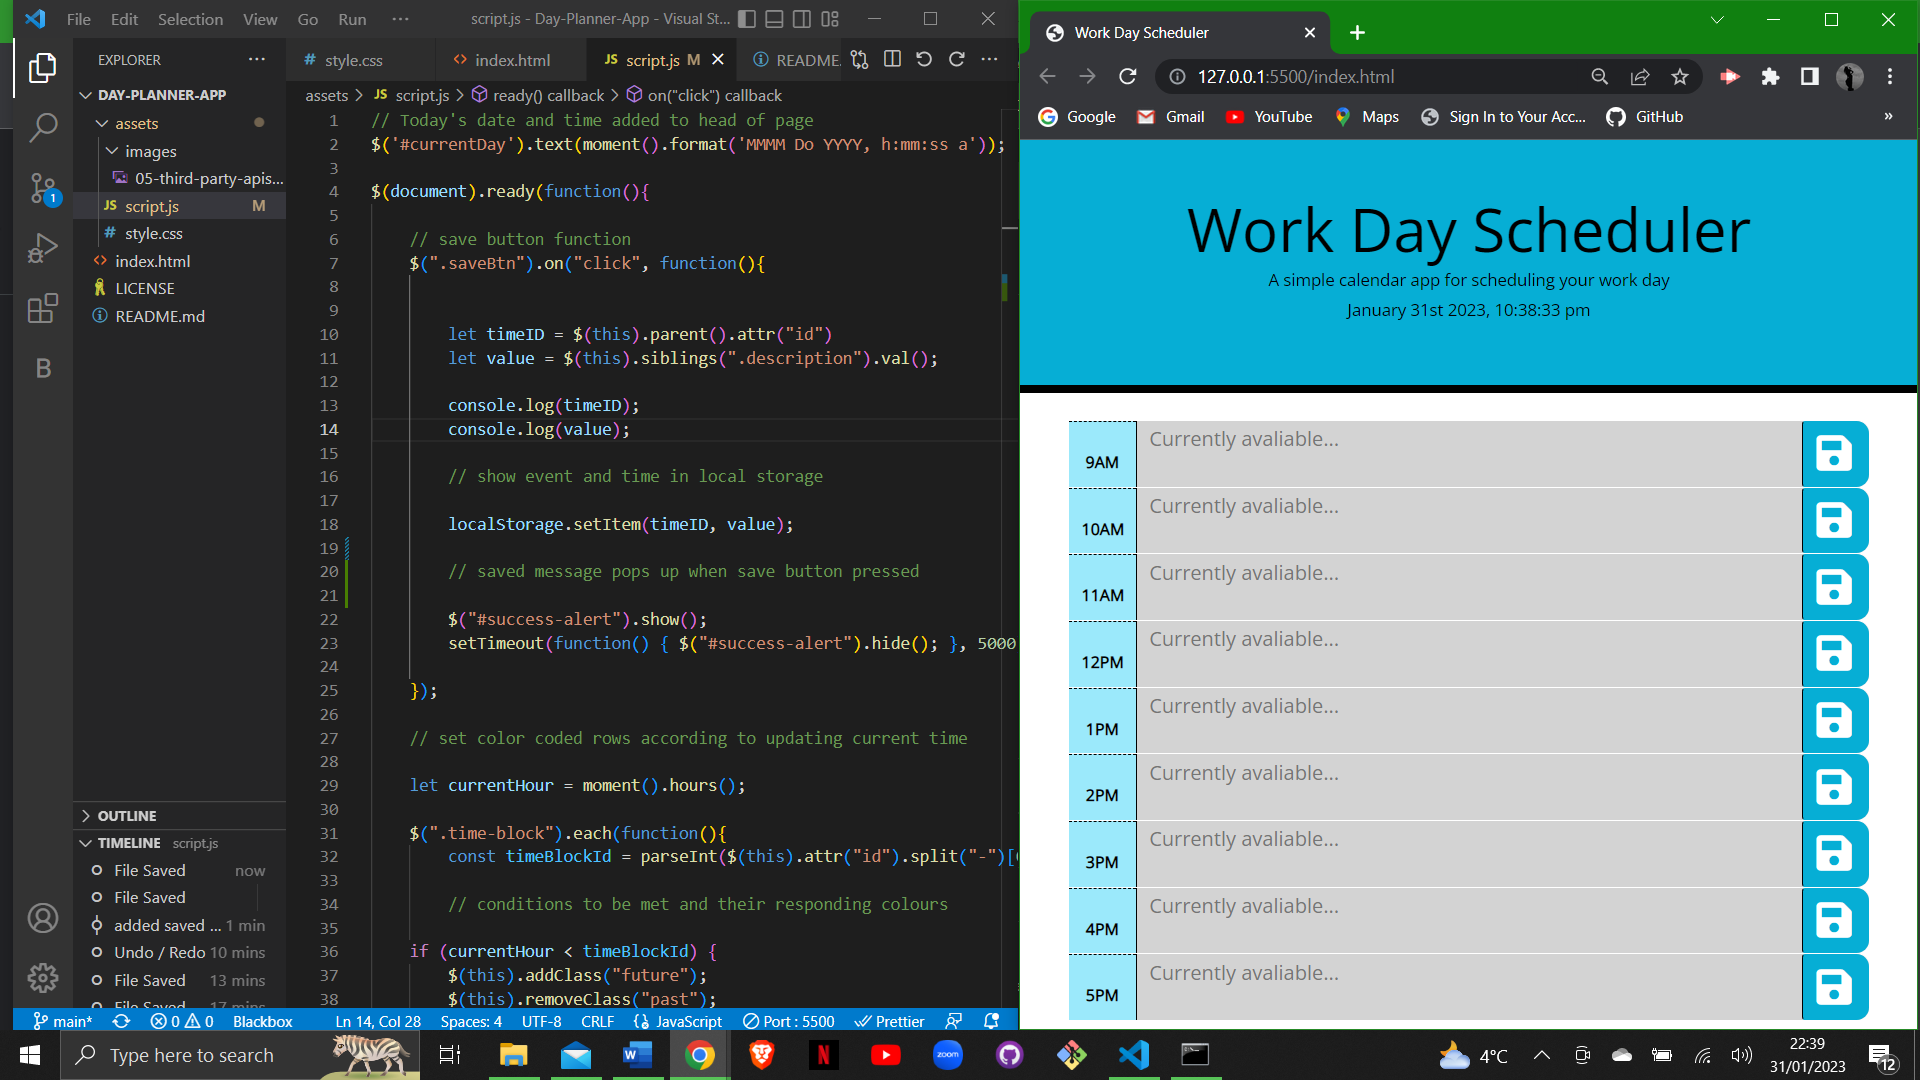 File Edit Selection View Go Run ··· script.js - Day-Planner-App - Visual St...
EXPLORER ···
DAY-PLANNER-APP
assets
images
05-third-party-apis...
JS script.js M
# style.css
<> index.html
LICENSE
README.md
OUTLINE
TIMELINE script.js
File Saved now
File Saved
added saved ... 1 min
Undo / Redo 10 mins
File Saved 13 mins
File Saved 17 mins
# style.css <> index.html JS script.js M README
assets > JS script.js > ready() callback > on("click") callback
1 // Today's date and time added to head of page
2 $('#currentDay').text(moment().format('MMMM Do YYYY, h:mm:ss a'));
3
4 $(document).ready(function(){
5
6 // save button function
7 $(".saveBtn").on("click", function(){
8
9
10 let timeID = $(this).parent().attr("id")
11 let value = $(this).siblings(".description").val();
12
13 console.log(timeID);
14 console.log(value);
15
16 // show event and time in local storage
17
18 localStorage.setItem(timeID, value);
19
20 // saved message pops up when save button pressed
21
22 $("#success-alert").show();
23 setTimeout(function() { $("#success-alert").hide(); }, 5000
24
25 });
26
27 // set color coded rows according to updating current time
28
29 let currentHour = moment().hours();
30
31 $(".time-block").each(function(){
32 const timeBlockId = parseInt($(this).attr("id").split("-")[
33
34 // conditions to be met and their responding colours
35
36 if (currentHour < timeBlockId) {
37 $(this).addClass("future");
38 $(this).removeClass("past");
main* 0 0 Blackbox Ln 14, Col 28 Spaces: 4 UTF-8 CRLF {} JavaScript Port : 5500 Prettier
Work Day Scheduler
127.0.0.1:5500/index.html
Google Gmail YouTube Maps Sign In to Your Acc... GitHub »
Work Day Scheduler
A simple calendar app for scheduling your work day
January 31st 2023, 10:38:33 pm
9AM Currently avaliable...
10AM Currently avaliable...
11AM Currently avaliable...
12PM Currently avaliable...
1PM Currently avaliable...
2PM Currently avaliable...
3PM Currently avaliable...
4PM Currently avaliable...
5PM Currently avaliable...
Type here to search
zoom
4°C
22:39
31/01/2023
12